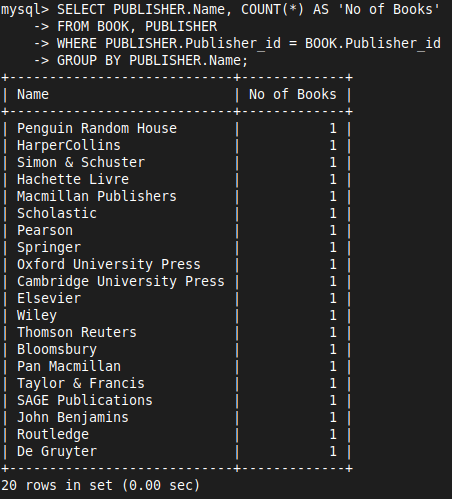 mysql> SELECT PUBLISHER.Name, COUNT(*) AS 'No of Books'
    -> FROM BOOK, PUBLISHER
    -> WHERE PUBLISHER.Publisher_id = BOOK.Publisher_id
    -> GROUP BY PUBLISHER.Name;
+----------------------------+-------------+
| Name                       | No of Books |
+----------------------------+-------------+
| Penguin Random House       |           1 |
| HarperCollins              |           1 |
| Simon & Schuster           |           1 |
| Hachette Livre             |           1 |
| Macmillan Publishers       |           1 |
| Scholastic                 |           1 |
| Pearson                    |           1 |
| Springer                   |           1 |
| Oxford University Press    |           1 |
| Cambridge University Press |           1 |
| Elsevier                   |           1 |
| Wiley                      |           1 |
| Thomson Reuters            |           1 |
| Bloomsbury                 |           1 |
| Pan Macmillan              |           1 |
| Taylor & Francis           |           1 |
| SAGE Publications          |           1 |
| John Benjamins             |           1 |
| Routledge                  |           1 |
| De Gruyter                 |           1 |
+----------------------------+-------------+
20 rows in set (0.00 sec)